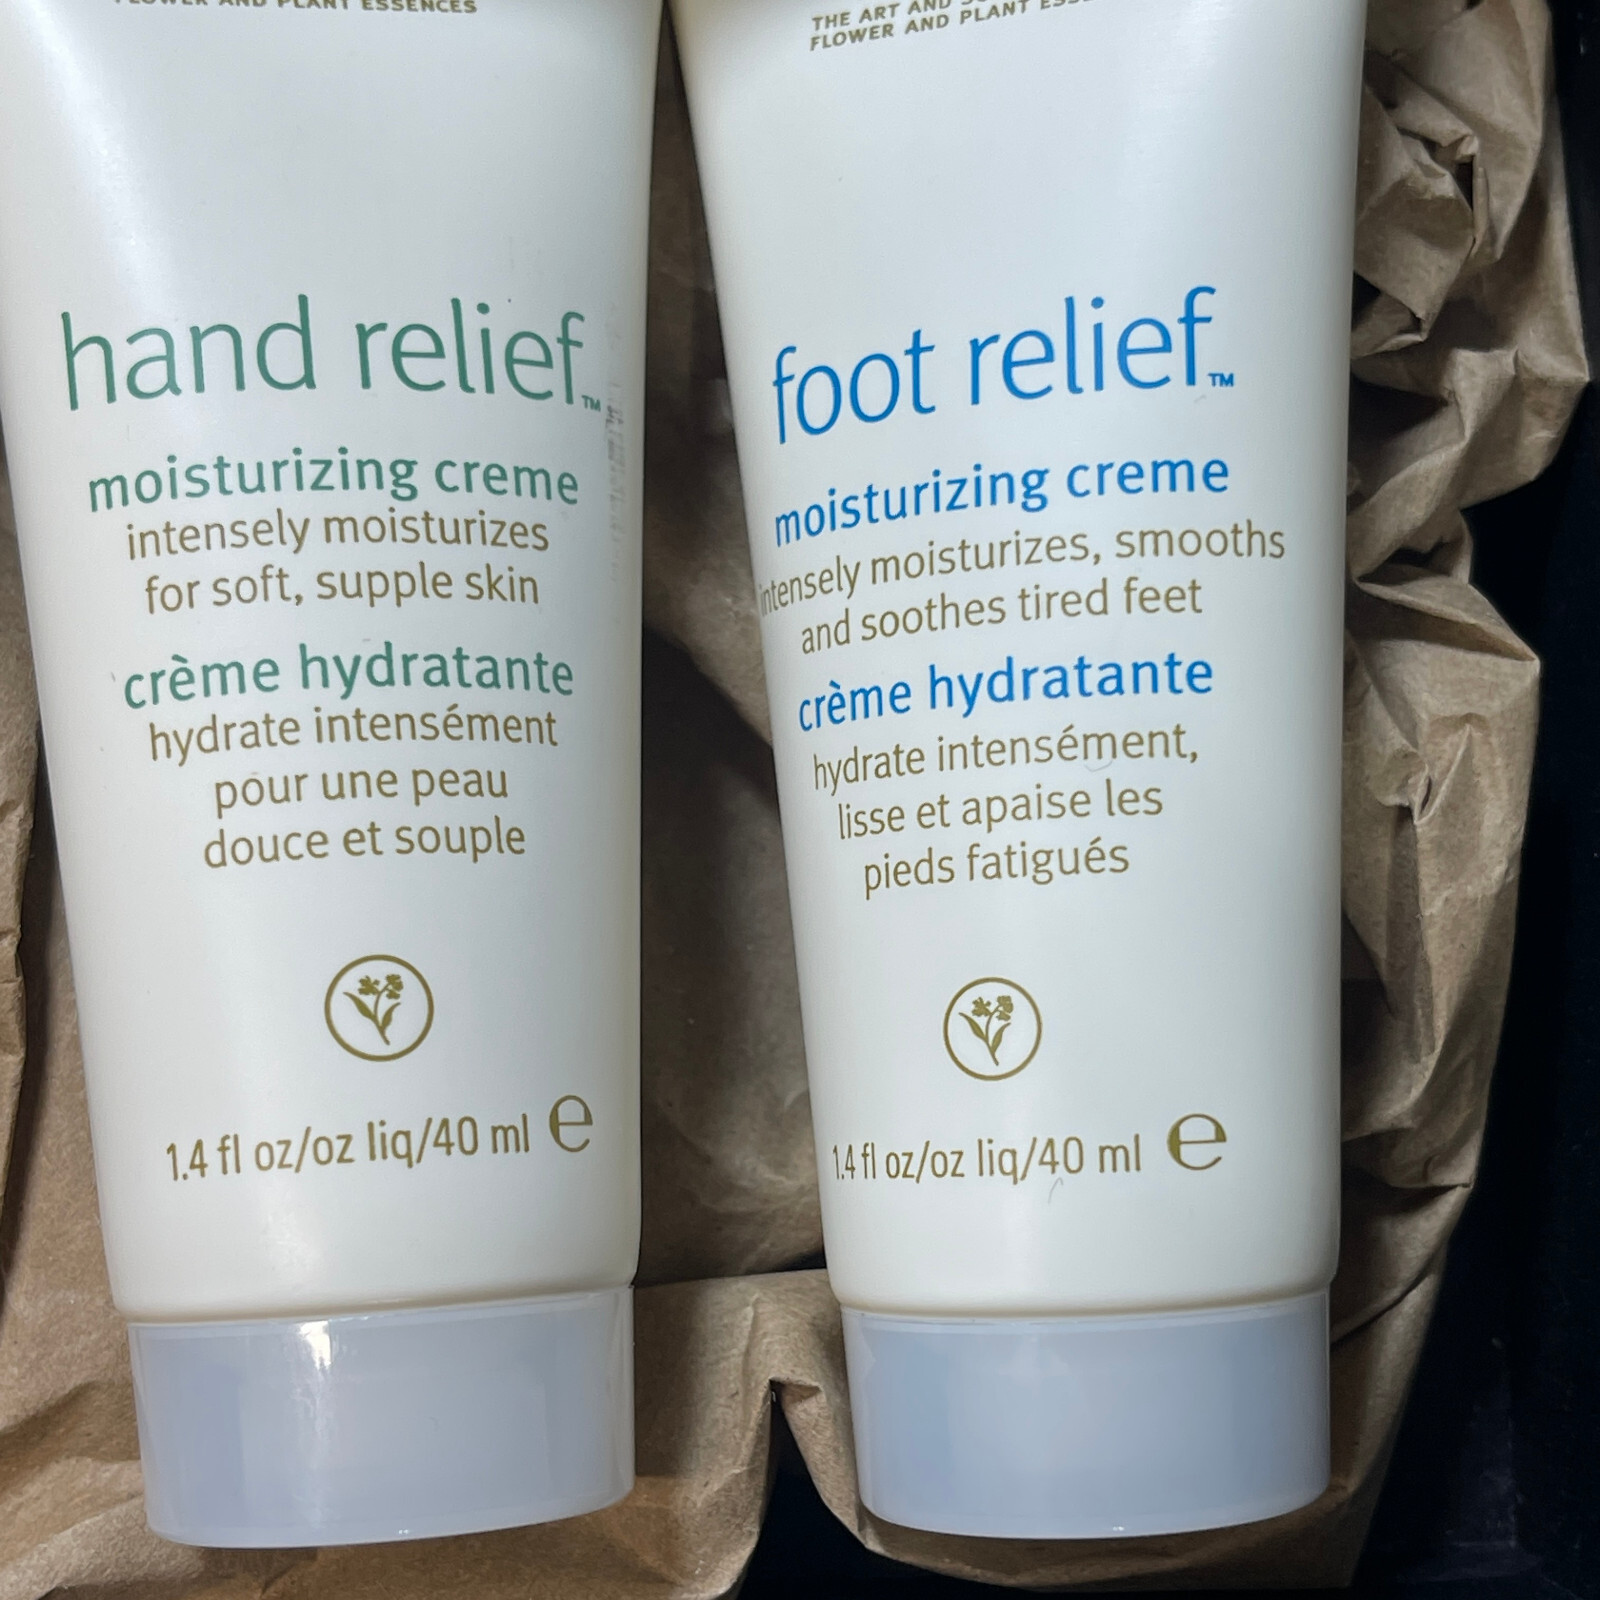 FLOWER AND PLANT ESSENCES
hand relief™
moisturizing creme
intensely moisturizes
for soft, supple skin
crème hydratante
hydrate intensément
pour une peau
douce et souple
1.4 fl oz/oz liq/40 ml e
THE ART AND
FLOWER AND PLANT
foot relief™
moisturizing creme
intensely moisturizes, smooths
and soothes tired feet
crème hydratante
hydrate intensément,
lisse et apaise les
pieds fatigués
1.4 fl oz/oz liq/40 ml e